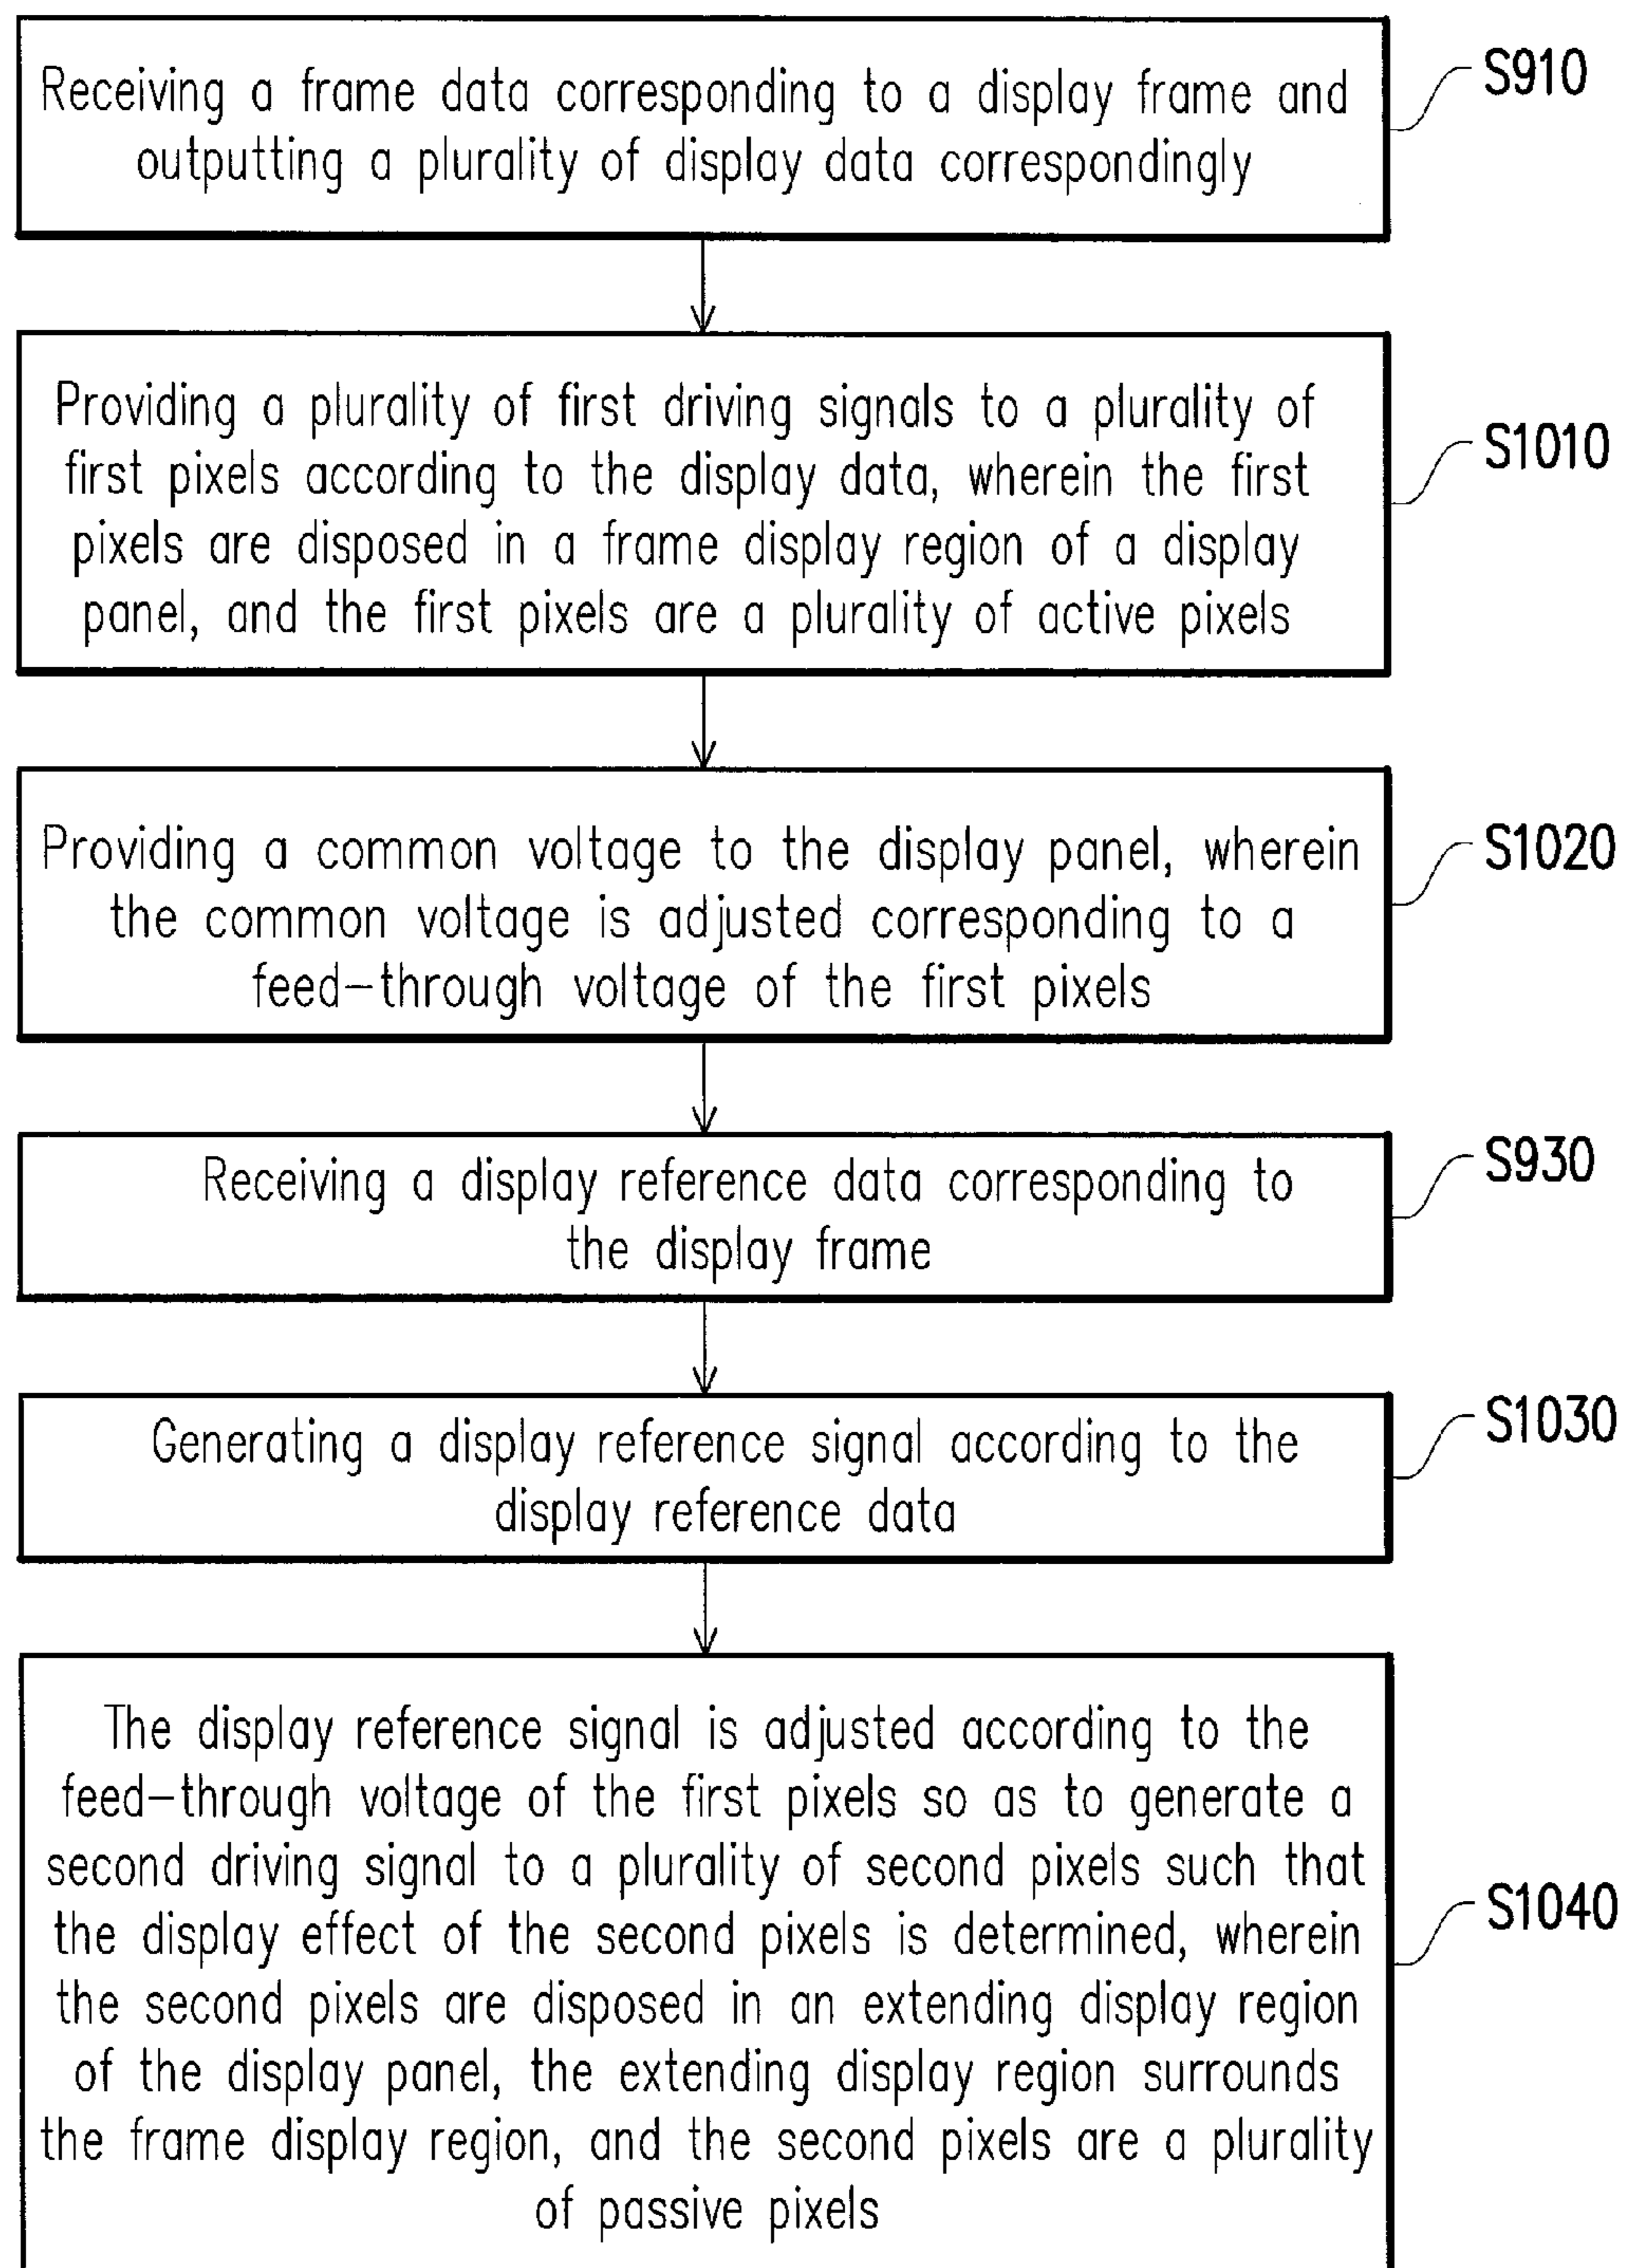 Receiving a frame data corresponding to a display frame and
outputting a plurality of display data correspondingly
S910
Providing a plurality of first driving signals to a plurality of
first pixels according to the display data, wherein the first
pixels are disposed in a frame display region of a display
panel, and the first pixels are a plurality of active pixels
S1010
Providing a common voltage to the display panel, wherein
the common voltage is adjusted corresponding to a
feed-through voltage of the first pixels
S1020
Receiving a display reference data corresponding to
the display frame
S930
Generating a display reference signal according to the
display reference data
S1030
The display reference signal is adjusted according to the
feed-through voltage of the first pixels so as to generate a
second driving signal to a plurality of second pixels such that
the display effect of the second pixels is determined, wherein
the second pixels are disposed in an extending display region
of the display panel, the extending display region surrounds
the frame display region, and the second pixels are a plurality
of passive pixels
S1040